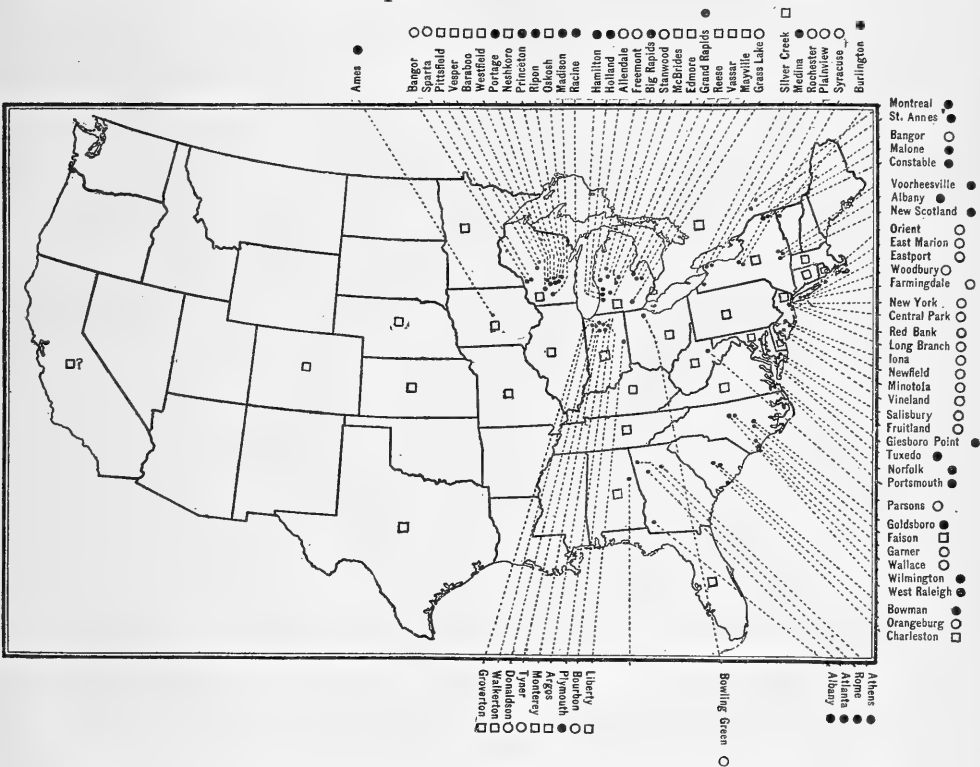 Ames
Bangor
Sparta
Pittsfield
Vesper
Baraboo
Westfield
Portage
Neshkoro
Princeton
Ripon
Oskosh
Madison
Racine
Hamilton
Holland
Allendale
Freemont
Big Rapids
Stanwood
McBrides
Edmore
Grand Rapids
Reese
Vassar
Mayville
Grass Lake
Silver Creek
Medina
Rochester
Plainview
Syracuse
Burlington
Montreal
St. Annes
Bangor
Malone
Constable
Voorheesville
Albany
New Scotland
Orient
East Marion
Eastport
Woodbury
Farmingdale
New York
Central Park
Red Bank
Long Branch
Iona
Newfield
Minotola
Vineland
Salisbury
Fruitland
Giesboro Point
Tuxedo
Norfolk
Portsmouth
Parsons
Goldsboro
Faison
Garner
Wallace
Wilmington
West Raleigh
Bowman
Orangeburg
Charleston
?
Groverton
Walkerton
Donaldson
Tyner
Monterey
Argos
Plymouth
Bourbon
Liberty
Bowling Green
Albany
Atlanta
Rome
Athens